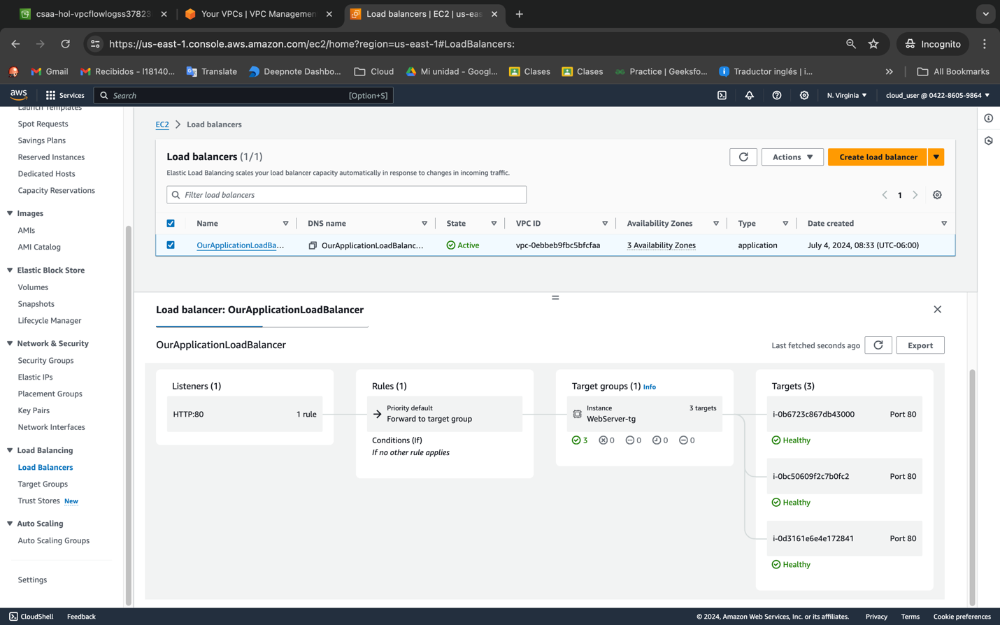 csaa-hol-vpcflowlogss37823
Your VPCs | VPC Management
Load balancers | EC2 | us-eas
https://us-east-1.console.aws.amazon.com/ec2/home?region=us-east-1#LoadBalancers:
Incognito
Gmail
Recibidos - l18140...
Translate
Deepnote Dashbo...
Cloud
Mi unidad - Googl...
Clases
Clases
Practice | Geeksfo...
Traductor inglés | i...
All Bookmarks
aws
Services
Search
[Option+S]
N. Virginia
cloud_user @ 0422-8605-9864
Launch Templates
Spot Requests
Savings Plans
Reserved Instances
Dedicated Hosts
Capacity Reservations
Images
AMIs
AMI Catalog
Elastic Block Store
Volumes
Snapshots
Lifecycle Manager
Network & Security
Security Groups
Elastic IPs
Placement Groups
Key Pairs
Network Interfaces
Load Balancing
Load Balancers
Target Groups
Trust Stores New
Auto Scaling
Auto Scaling Groups
Settings
EC2 > Load balancers
Load balancers (1/1)
Elastic Load Balancing scales your load balancer capacity automatically in response to changes in incoming traffic.
Actions
Create load balancer
Filter load balancers
1
Name
DNS name
State
VPC ID
Availability Zones
Type
Date created
OurApplicationLoadBa...
OurApplicationLoadBalanc...
Active
vpc-0ebbeb9fbc5bfcfaa
3 Availability Zones
application
July 4, 2024, 08:33 (UTC-06:00)
Load balancer: OurApplicationLoadBalancer
OurApplicationLoadBalancer
Last fetched seconds ago
Export
Listeners (1)
HTTP:80
1 rule
Rules (1)
Priority default
Forward to target group
Conditions (If)
If no other rule applies
Target groups (1) Info
Instance
3 targets
WebServer-tg
3
0
0
0
0
Targets (3)
i-0b6723c867db43000
Port 80
Healthy
i-0bc50609f2c7b0fc2
Port 80
Healthy
i-0d3161e6e4e172841
Port 80
Healthy
CloudShell
Feedback
© 2024, Amazon Web Services, Inc. or its affiliates.
Privacy
Terms
Cookie preferences